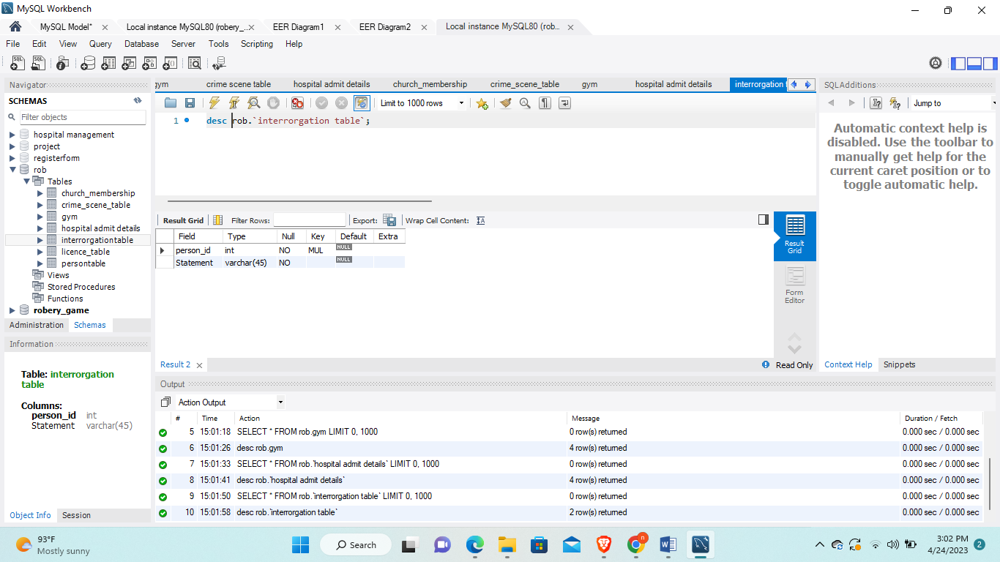 MySQL Workbench
MySQL Model*
Local instance MySQL80 (robery_...
EER Diagram1
EER Diagram2
Local instance MySQL80 (rob...
File Edit View Query Database Server Tools Scripting Help
Navigator
SCHEMAS
Filter objects
hospital management
project
registerform
rob
Tables
church_membership
crime_scene_table
gym
hospital admit details
interrorgation table
licence_table
persontable
Views
Stored Procedures
Functions
robery_game
Administration Schemas
Information
Table: interrorgation
table
Columns:
person_id int
Statement varchar(45)
Object Info Session
gym crime scene table hospital admit details church_membership crime_scene_table gym hospital admit details interrorgation t
Limit to 1000 rows
1 desc rob.`interrorgation table`;
Result Grid Filter Rows: Export: Wrap Cell Content:
Field Type Null Key Default Extra
person_id int NO MUL NULL
Statement varchar(45) NO NULL
Result
Grid
Form
Editor
Result 2
Read Only
SQLAdditions
Jump to
Automatic context help is
disabled. Use the toolbar to
manually get help for the
current caret position or to
toggle automatic help.
Context Help Snippets
Output
Action Output
# Time Action Message Duration / Fetch
5 15:01:18 SELECT * FROM rob.gym LIMIT 0, 1000 0 row(s) returned 0.000 sec / 0.000 sec
6 15:01:26 desc rob.gym 4 row(s) returned 0.000 sec / 0.000 sec
7 15:01:33 SELECT * FROM rob.`hospital admit details` LIMIT 0, 1000 0 row(s) returned 0.000 sec / 0.000 sec
8 15:01:41 desc rob.`hospital admit details` 4 row(s) returned 0.000 sec / 0.000 sec
9 15:01:50 SELECT * FROM rob.`interrorgation table` LIMIT 0, 1000 0 row(s) returned 0.000 sec / 0.000 sec
10 15:01:58 desc rob.`interrorgation table` 2 row(s) returned 0.000 sec / 0.000 sec
93°F
Mostly sunny
Search
n
3:02 PM
4/24/2023
2